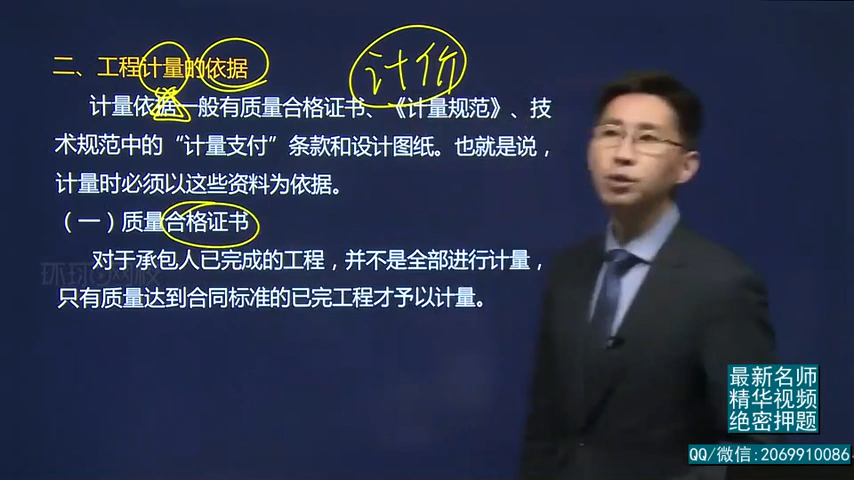 二、工程计量的依据
计价
计量依据一般有质量合格证书、《计量规范》、技
术规范中的“计量支付”条款和设计图纸。也就是说，
计量时必须以这些资料为依据。
（一）质量合格证书
对于承包人已完成的工程，并不是全部进行计量，
只有质量达到合同标准的已完工程才予以计量。
环球网校
最新名师
精华视频
绝密押题
QQ/微信:2069910086